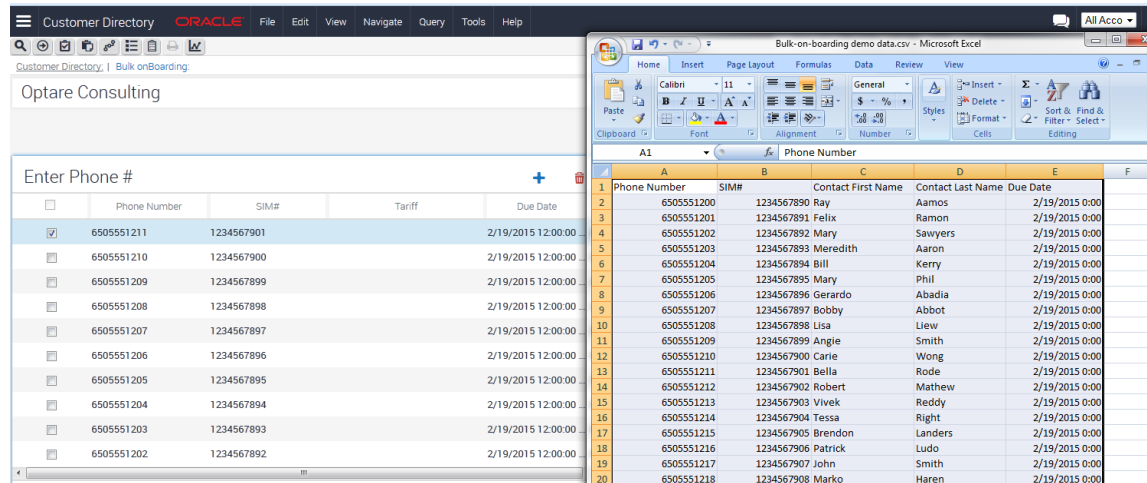 Customer Directory ORACLE File Edit View Navigate Query Tools Help All Acco
Customer Directory: | Bulk onBoarding:
Optare Consulting
Enter Phone #
Phone Number SIM# Tariff Due Date
6505551211 1234567901 2/19/2015 12:00:00 ...
6505551210 1234567900 2/19/2015 12:00:00 ...
6505551209 1234567899 2/19/2015 12:00:00 ...
6505551208 1234567898 2/19/2015 12:00:00 ...
6505551207 1234567897 2/19/2015 12:00:00 ...
6505551206 1234567896 2/19/2015 12:00:00 ...
6505551205 1234567895 2/19/2015 12:00:00 ...
6505551204 1234567894 2/19/2015 12:00:00 ...
6505551203 1234567893 2/19/2015 12:00:00 ...
6505551202 1234567892 2/19/2015 12:00:00 ...
Bulk-on-boarding demo data.csv - Microsoft Excel
Home Insert Page Layout Formulas Data Review View
Calibri 11 General Insert Σ
Paste B I U A A $ % , Styles Delete Sort & Find &
Format Filter Select
Clipboard Font Alignment Number Cells Editing
A1 fx Phone Number
A B C D E F
1 Phone Number SIM# Contact First Name Contact Last Name Due Date
2 6505551200 1234567890 Ray Aamos 2/19/2015 0:00
3 6505551201 1234567891 Felix Ramon 2/19/2015 0:00
4 6505551202 1234567892 Mary Sawyers 2/19/2015 0:00
5 6505551203 1234567893 Meredith Aaron 2/19/2015 0:00
6 6505551204 1234567894 Bill Kerry 2/19/2015 0:00
7 6505551205 1234567895 Mary Phil 2/19/2015 0:00
8 6505551206 1234567896 Gerardo Abadia 2/19/2015 0:00
9 6505551207 1234567897 Bobby Abbot 2/19/2015 0:00
10 6505551208 1234567898 Lisa Liew 2/19/2015 0:00
11 6505551209 1234567899 Angie Smith 2/19/2015 0:00
12 6505551210 1234567900 Carie Wong 2/19/2015 0:00
13 6505551211 1234567901 Bella Rode 2/19/2015 0:00
14 6505551212 1234567902 Robert Mathew 2/19/2015 0:00
15 6505551213 1234567903 Vivek Reddy 2/19/2015 0:00
16 6505551214 1234567904 Tessa Right 2/19/2015 0:00
17 6505551215 1234567905 Brendon Landers 2/19/2015 0:00
18 6505551216 1234567906 Patrick Ludo 2/19/2015 0:00
19 6505551217 1234567907 John Smith 2/19/2015 0:00
20 6505551218 1234567908 Marko Haren 2/19/2015 0:00